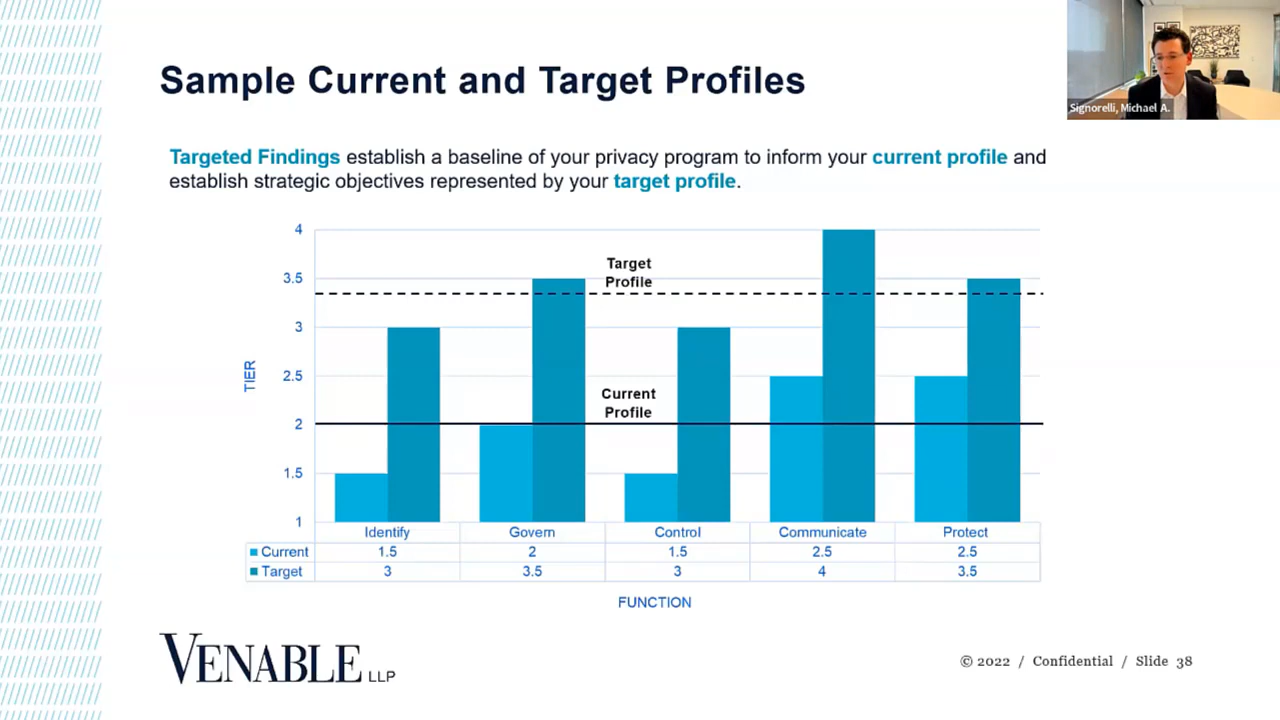 Sample Current and Target Profiles
Signorelli, Michael A.
Targeted Findings establish a baseline of your privacy program to inform your current profile and
establish strategic objectives represented by your target profile.
4
3.5
3
2.5
2
1.5
1
TIER
Target
Profile
Current
Profile
Identify Govern Control Communicate Protect
Current 1.5 2 1.5 2.5 2.5
Target 3 3.5 3 4 3.5
FUNCTION
VENABLE LLP
© 2022 / Confidential / Slide 38